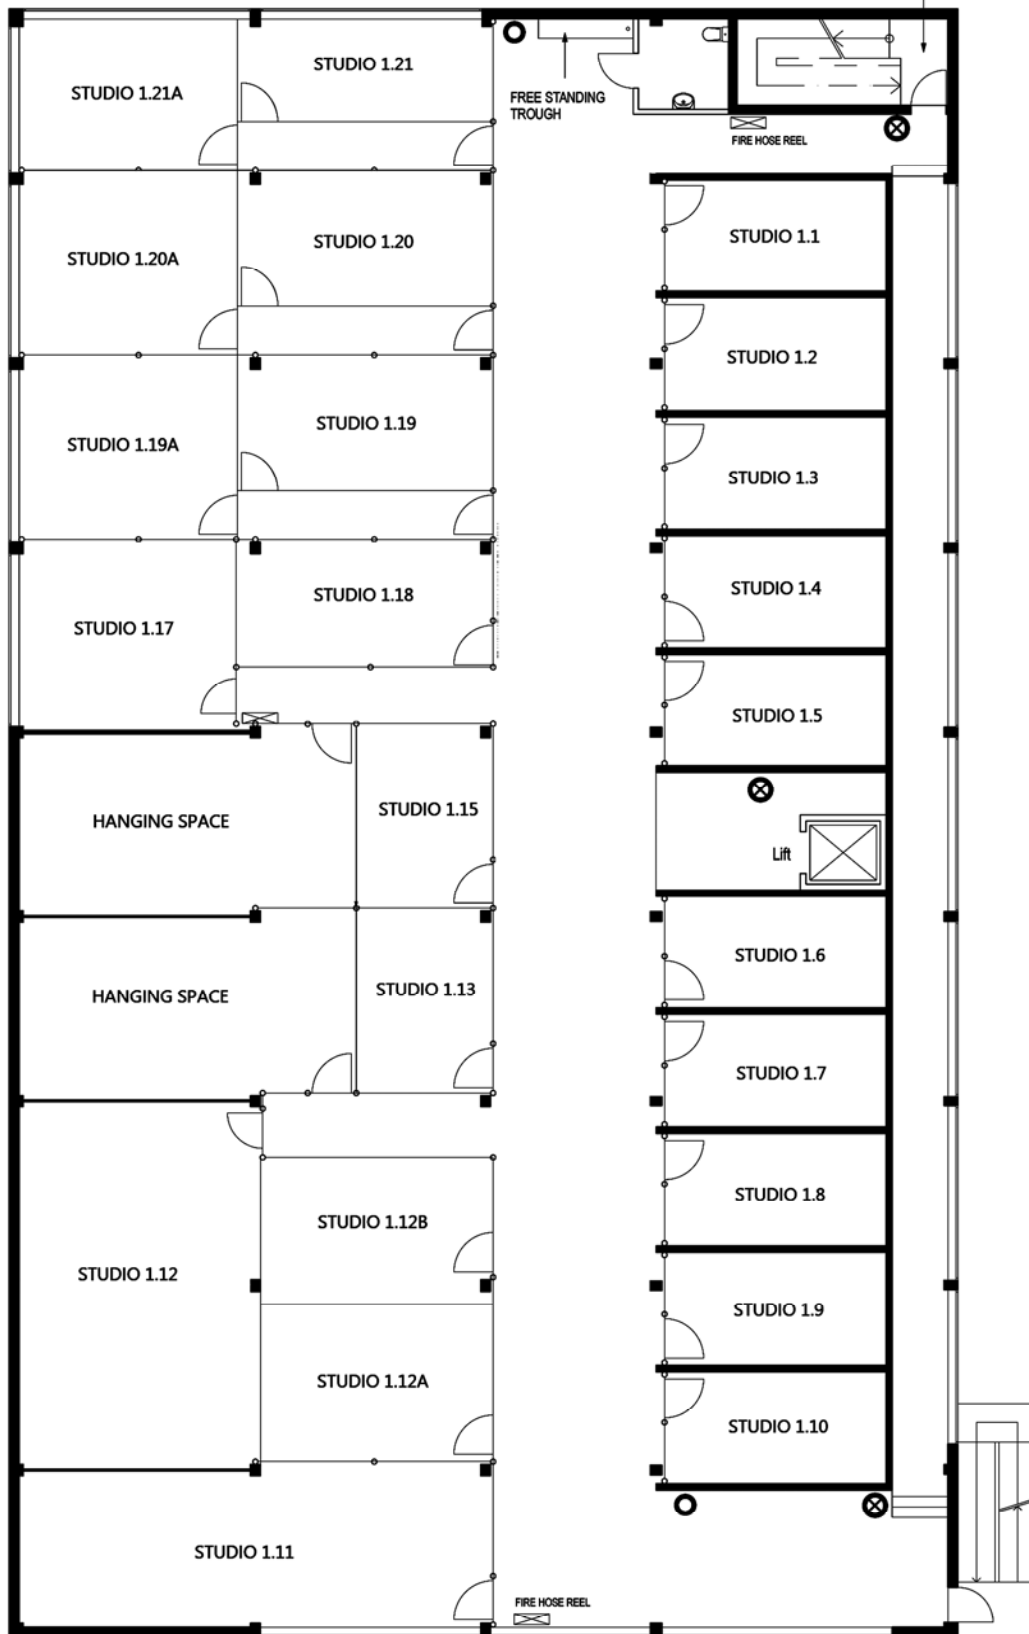 STUDIO 1.21A
STUDIO 1.21
FREE STANDING
TROUGH
FIRE HOSE REEL
STUDIO 1.20A
STUDIO 1.20
STUDIO 1.1
STUDIO 1.2
STUDIO 1.19A
STUDIO 1.19
STUDIO 1.3
STUDIO 1.17
STUDIO 1.18
STUDIO 1.4
STUDIO 1.5
HANGING SPACE
STUDIO 1.15
Lift
HANGING SPACE
STUDIO 1.13
STUDIO 1.6
STUDIO 1.7
STUDIO 1.12
STUDIO 1.12B
STUDIO 1.8
STUDIO 1.9
STUDIO 1.12A
STUDIO 1.10
STUDIO 1.11
FIRE HOSE REEL